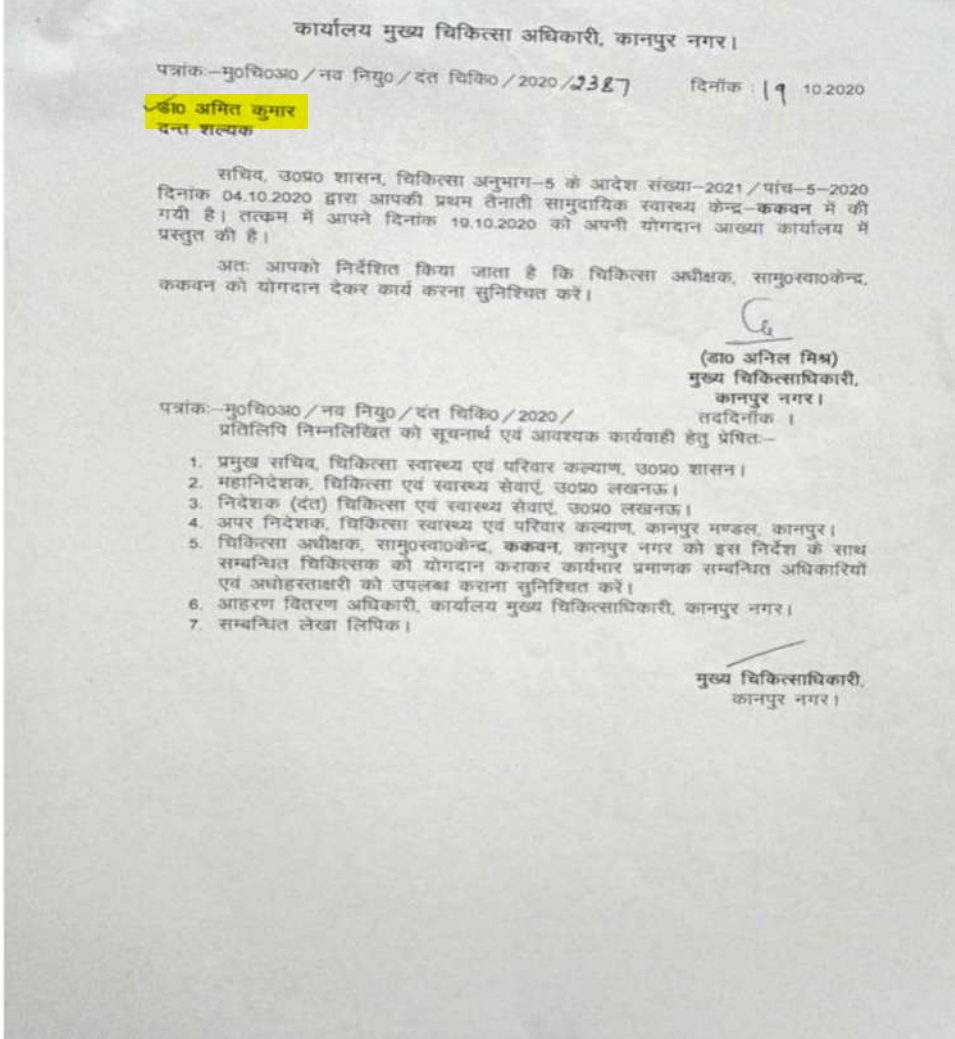 कार्यालय मुख्य चिकित्सा अधिकारी, कानपुर नगर।
पत्रांकः–मु0चि0अ0/नव नियु0/दंत चिकि0/2020/2387 दिनॉक : 19 10.2020
डा0 अमित कुमार
दन्त शल्यक
सचिव, उ0प्र0 शासन, चिकित्सा अनुभाग–5 के आदेश संख्या–2021/पांच–5–2020
दिनांक 04.10.2020 द्वारा आपकी प्रथम तैनाती सामुदायिक स्वास्थ्य केन्द्र–ककवन में की
गयी है। तत्कम में आपने दिनांक 19.10.2020 को अपनी योगदान आख्या कार्यालय में
प्रस्तुत की है।
अतः आपको निर्देशित किया जाता है कि चिकित्सा अधीक्षक, सामु0स्वा0केन्द्र,
ककवन को योगदान देकर कार्य करना सुनिश्चित करें।
(डा0 अनिल मिश्र)
मुख्य चिकित्साधिकारी,
कानपुर नगर।
पत्रांकः–मु0चि0अ0/नव नियु0/दंत चिकि0/2020/ तददिनॉक ।
प्रतिलिपि निम्नलिखित को सूचनार्थ एवं आवश्यक कार्यवाही हेतु प्रेषितः–
1. प्रमुख सचिव, चिकित्सा स्वास्थ्य एवं परिवार कल्याण, उ0प्र0 शासन।
2. महानिदेशक, चिकित्सा एवं स्वास्थ्य सेवाएं, उ0प्र0 लखनऊ।
3. निदेशक (दंत) चिकित्सा एवं स्वास्थ्य सेवाएं, उ0प्र0 लखनऊ।
4. अपर निदेशक, चिकित्सा स्वास्थ्य एवं परिवार कल्याण, कानपुर मण्डल, कानपुर।
5. चिकित्सा अधीक्षक, सामु0स्वा0केन्द्र, ककवन, कानपुर नगर को इस निर्देश के साथ
सम्बन्धित चिकित्सक को योगदान कराकर कार्यभार प्रमाणक सम्बन्धित अधिकारियों
एवं अधोहस्ताक्षरी को उपलब्ध कराना सुनिश्चित करें।
6. आहरण वितरण अधिकारी, कार्यालय मुख्य चिकित्साधिकारी, कानपुर नगर।
7. सम्बन्धित लेखा लिपिक।
मुख्य चिकित्साधिकारी,
कानपुर नगर।